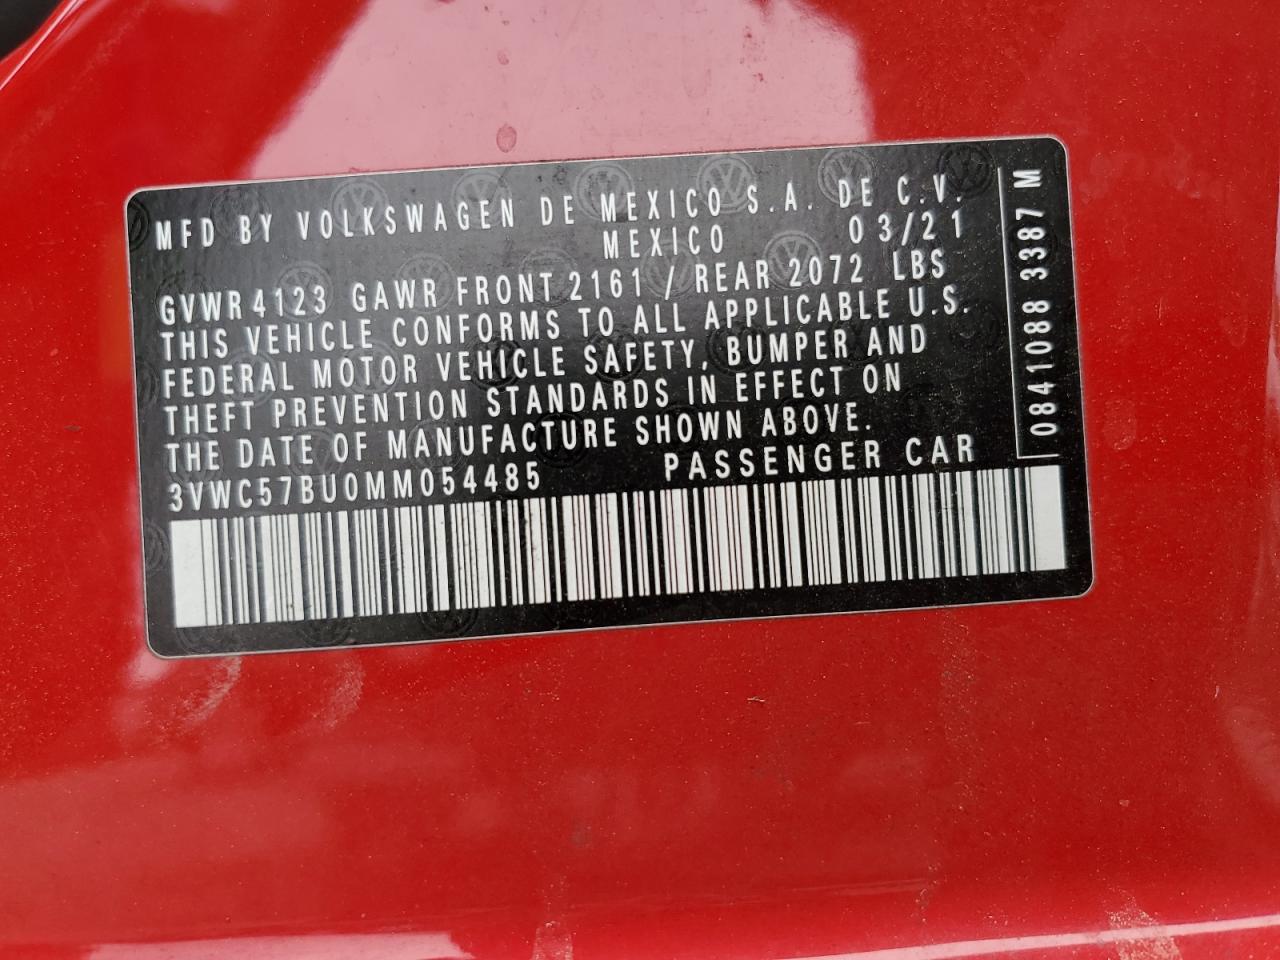 MFD BY VOLKSWAGEN DE MEXICO S.A. DE C.V.
MEXICO 03/21
GVWR 4123 GAWR FRONT 2161 / REAR 2072 LBS
THIS VEHICLE CONFORMS TO ALL APPLICABLE U.S.
FEDERAL MOTOR VEHICLE SAFETY, BUMPER AND
THEFT PREVENTION STANDARDS IN EFFECT ON
THE DATE OF MANUFACTURE SHOWN ABOVE.
3VWC57BU0MM054485 PASSENGER CAR
0841088 3387 M